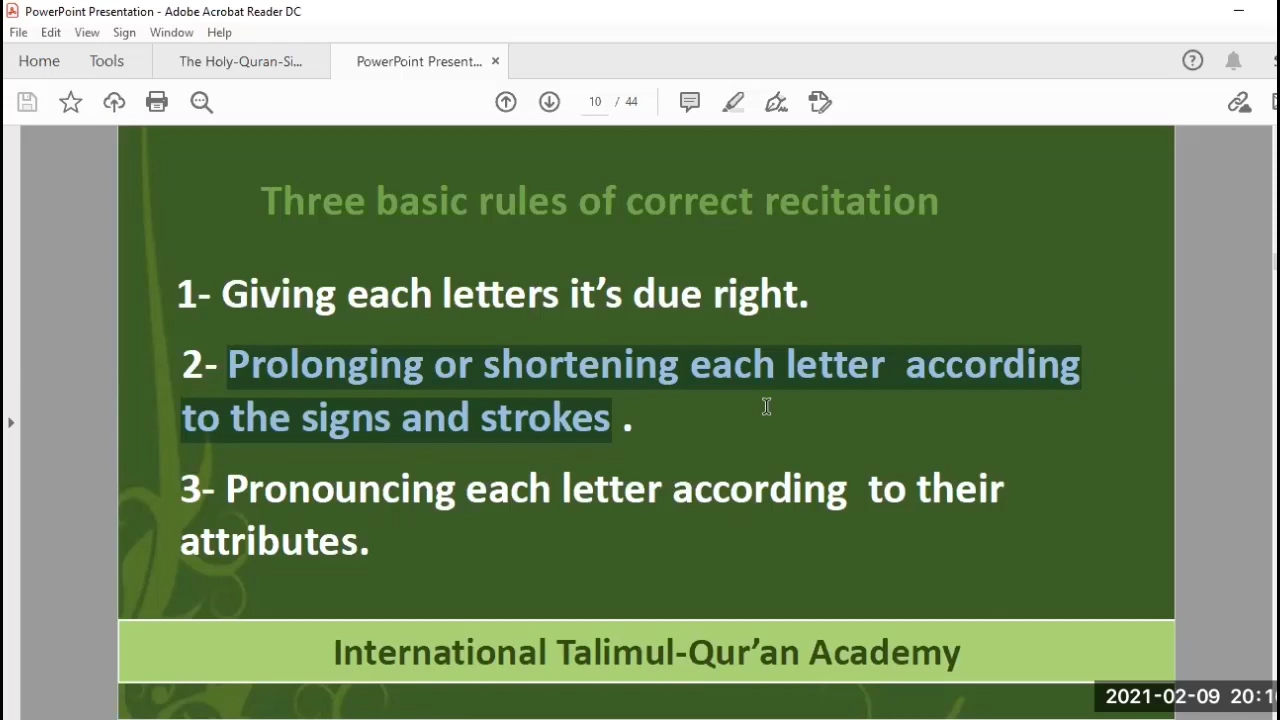 PowerPoint Presentation - Adobe Acrobat Reader DC
File Edit View Sign Window Help
Home Tools The Holy-Quran-Si... PowerPoint Present... ×
10 / 44
Three basic rules of correct recitation
1- Giving each letters it’s due right.
2- Prolonging or shortening each letter according
to the signs and strokes .
3- Pronouncing each letter according to their
attributes.
International Talimul-Qur’an Academy
2021-02-09